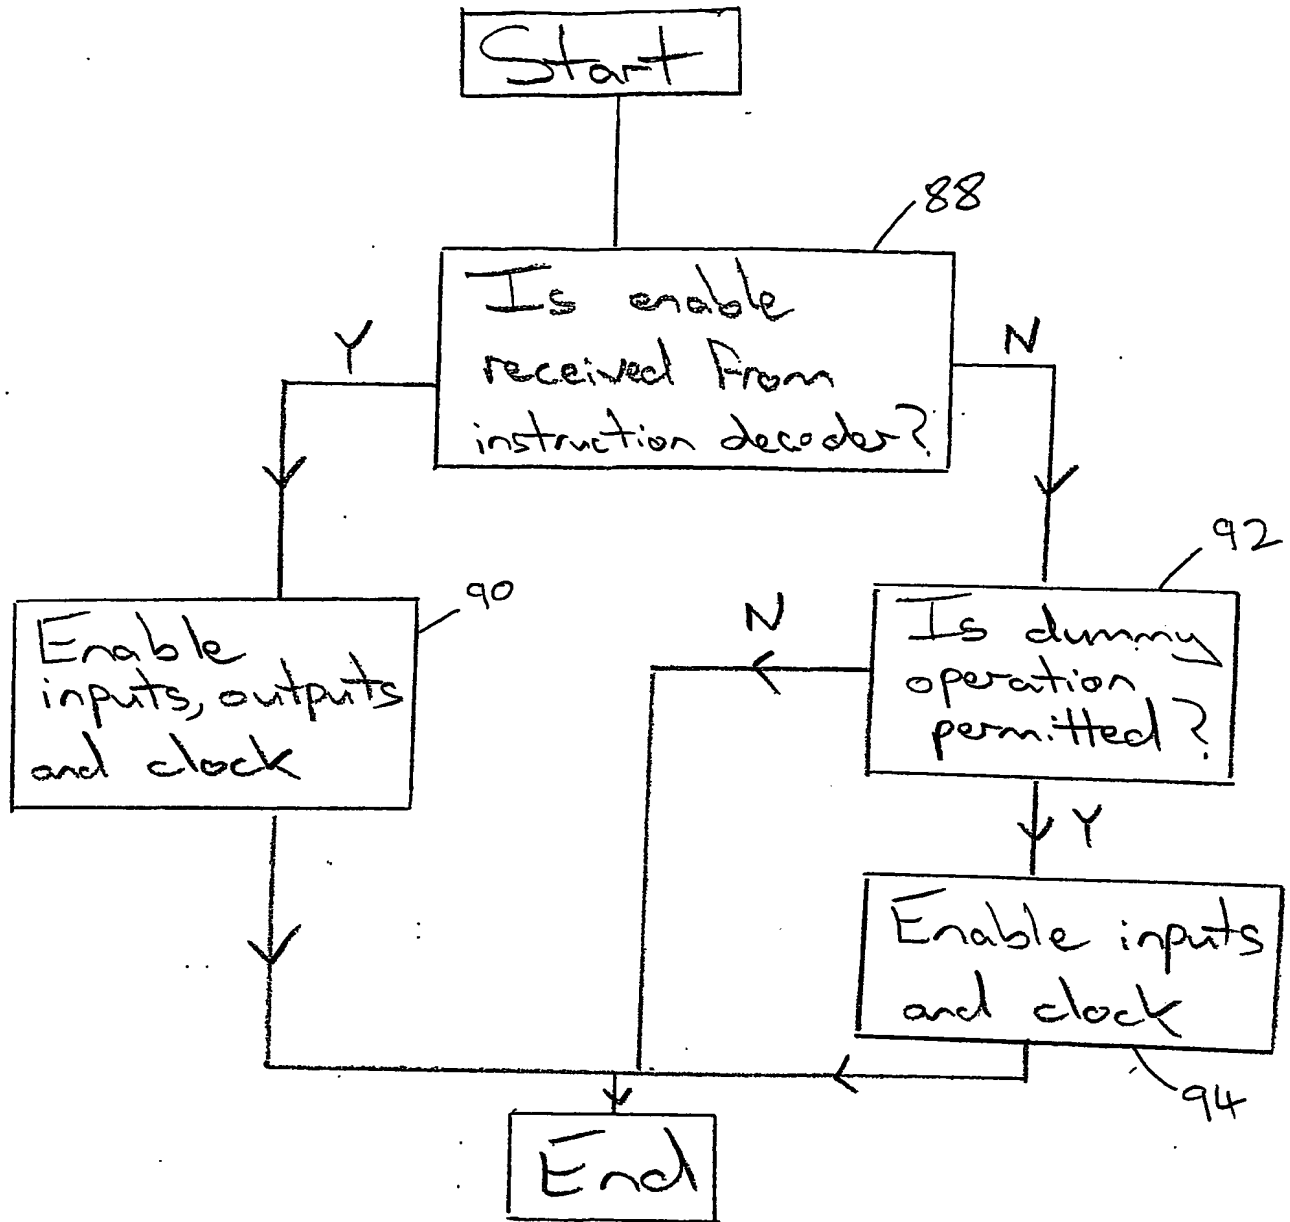 Start
88
Is enable
received from
instruction decoder?
Y
N
90
Enable
inputs, outputs
and clock
92
Is dummy
operation
permitted?
N
Y
Enable inputs
and clock
94
End